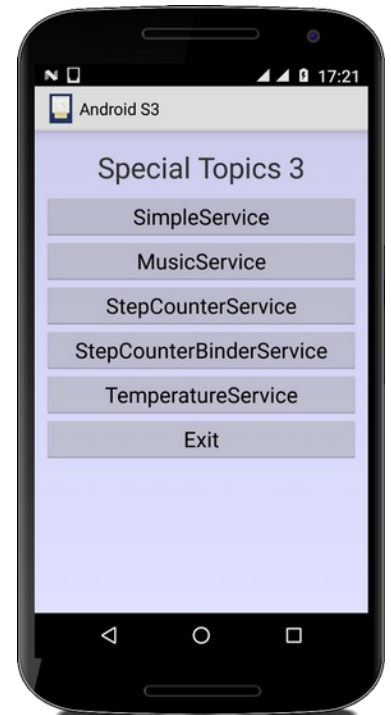 17:21
Android S3
Special Topics 3
SimpleService
MusicService
StepCounterService
StepCounterBinderService
TemperatureService
Exit